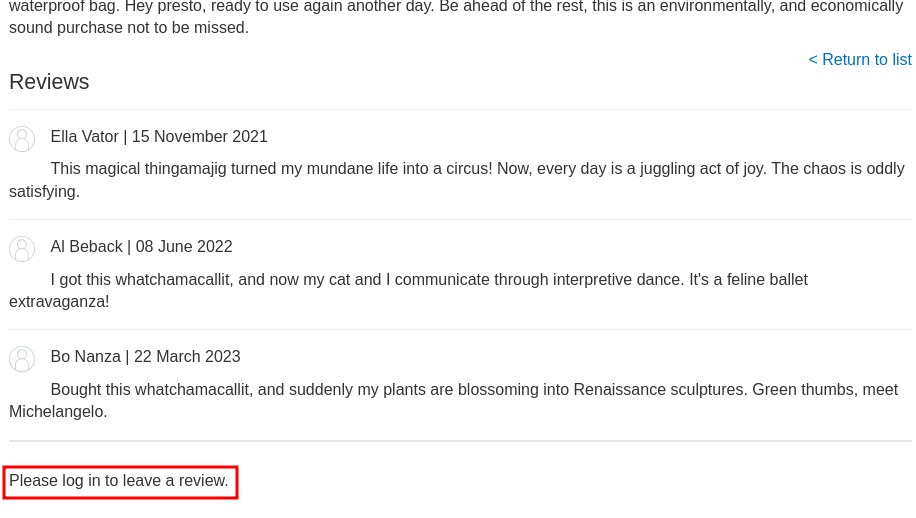 waterproof bag. Hey presto, ready to use again another day. Be ahead of the rest, this is an environmentally, and economically
sound purchase not to be missed.
< Return to list
Reviews
Ella Vator | 15 November 2021
This magical thingamajig turned my mundane life into a circus! Now, every day is a juggling act of joy. The chaos is oddly
satisfying.
Al Beback | 08 June 2022
I got this whatchamacallit, and now my cat and I communicate through interpretive dance. It's a feline ballet
extravaganza!
Bo Nanza | 22 March 2023
Bought this whatchamacallit, and suddenly my plants are blossoming into Renaissance sculptures. Green thumbs, meet
Michelangelo.
Please log in to leave a review.